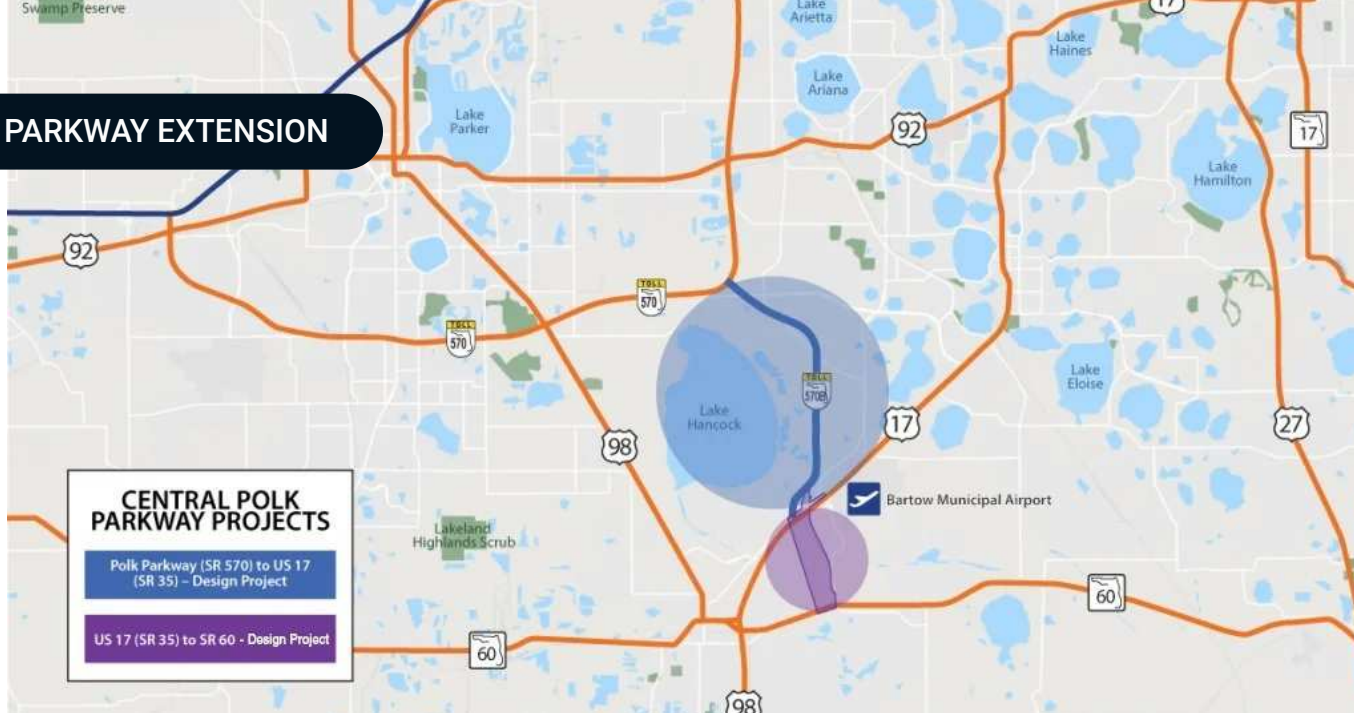 Swamp Preserve
Lake
Arietta
17
Lake
Haines
Lake
Ariana
PARKWAY EXTENSION
Lake
Parker
92
17
Lake
Hamilton
92
TOLL
570
TOLL
570
TOLL
570B
Lake
Eloise
Lake
Hancock
17
27
98
CENTRAL POLK
PARKWAY PROJECTS
Polk Parkway (SR 570) to US 17
(SR 35) – Design Project
US 17 (SR 35) to SR 60 - Design Project
Bartow Municipal Airport
Lakeland
Highlands Scrub
60
60
98